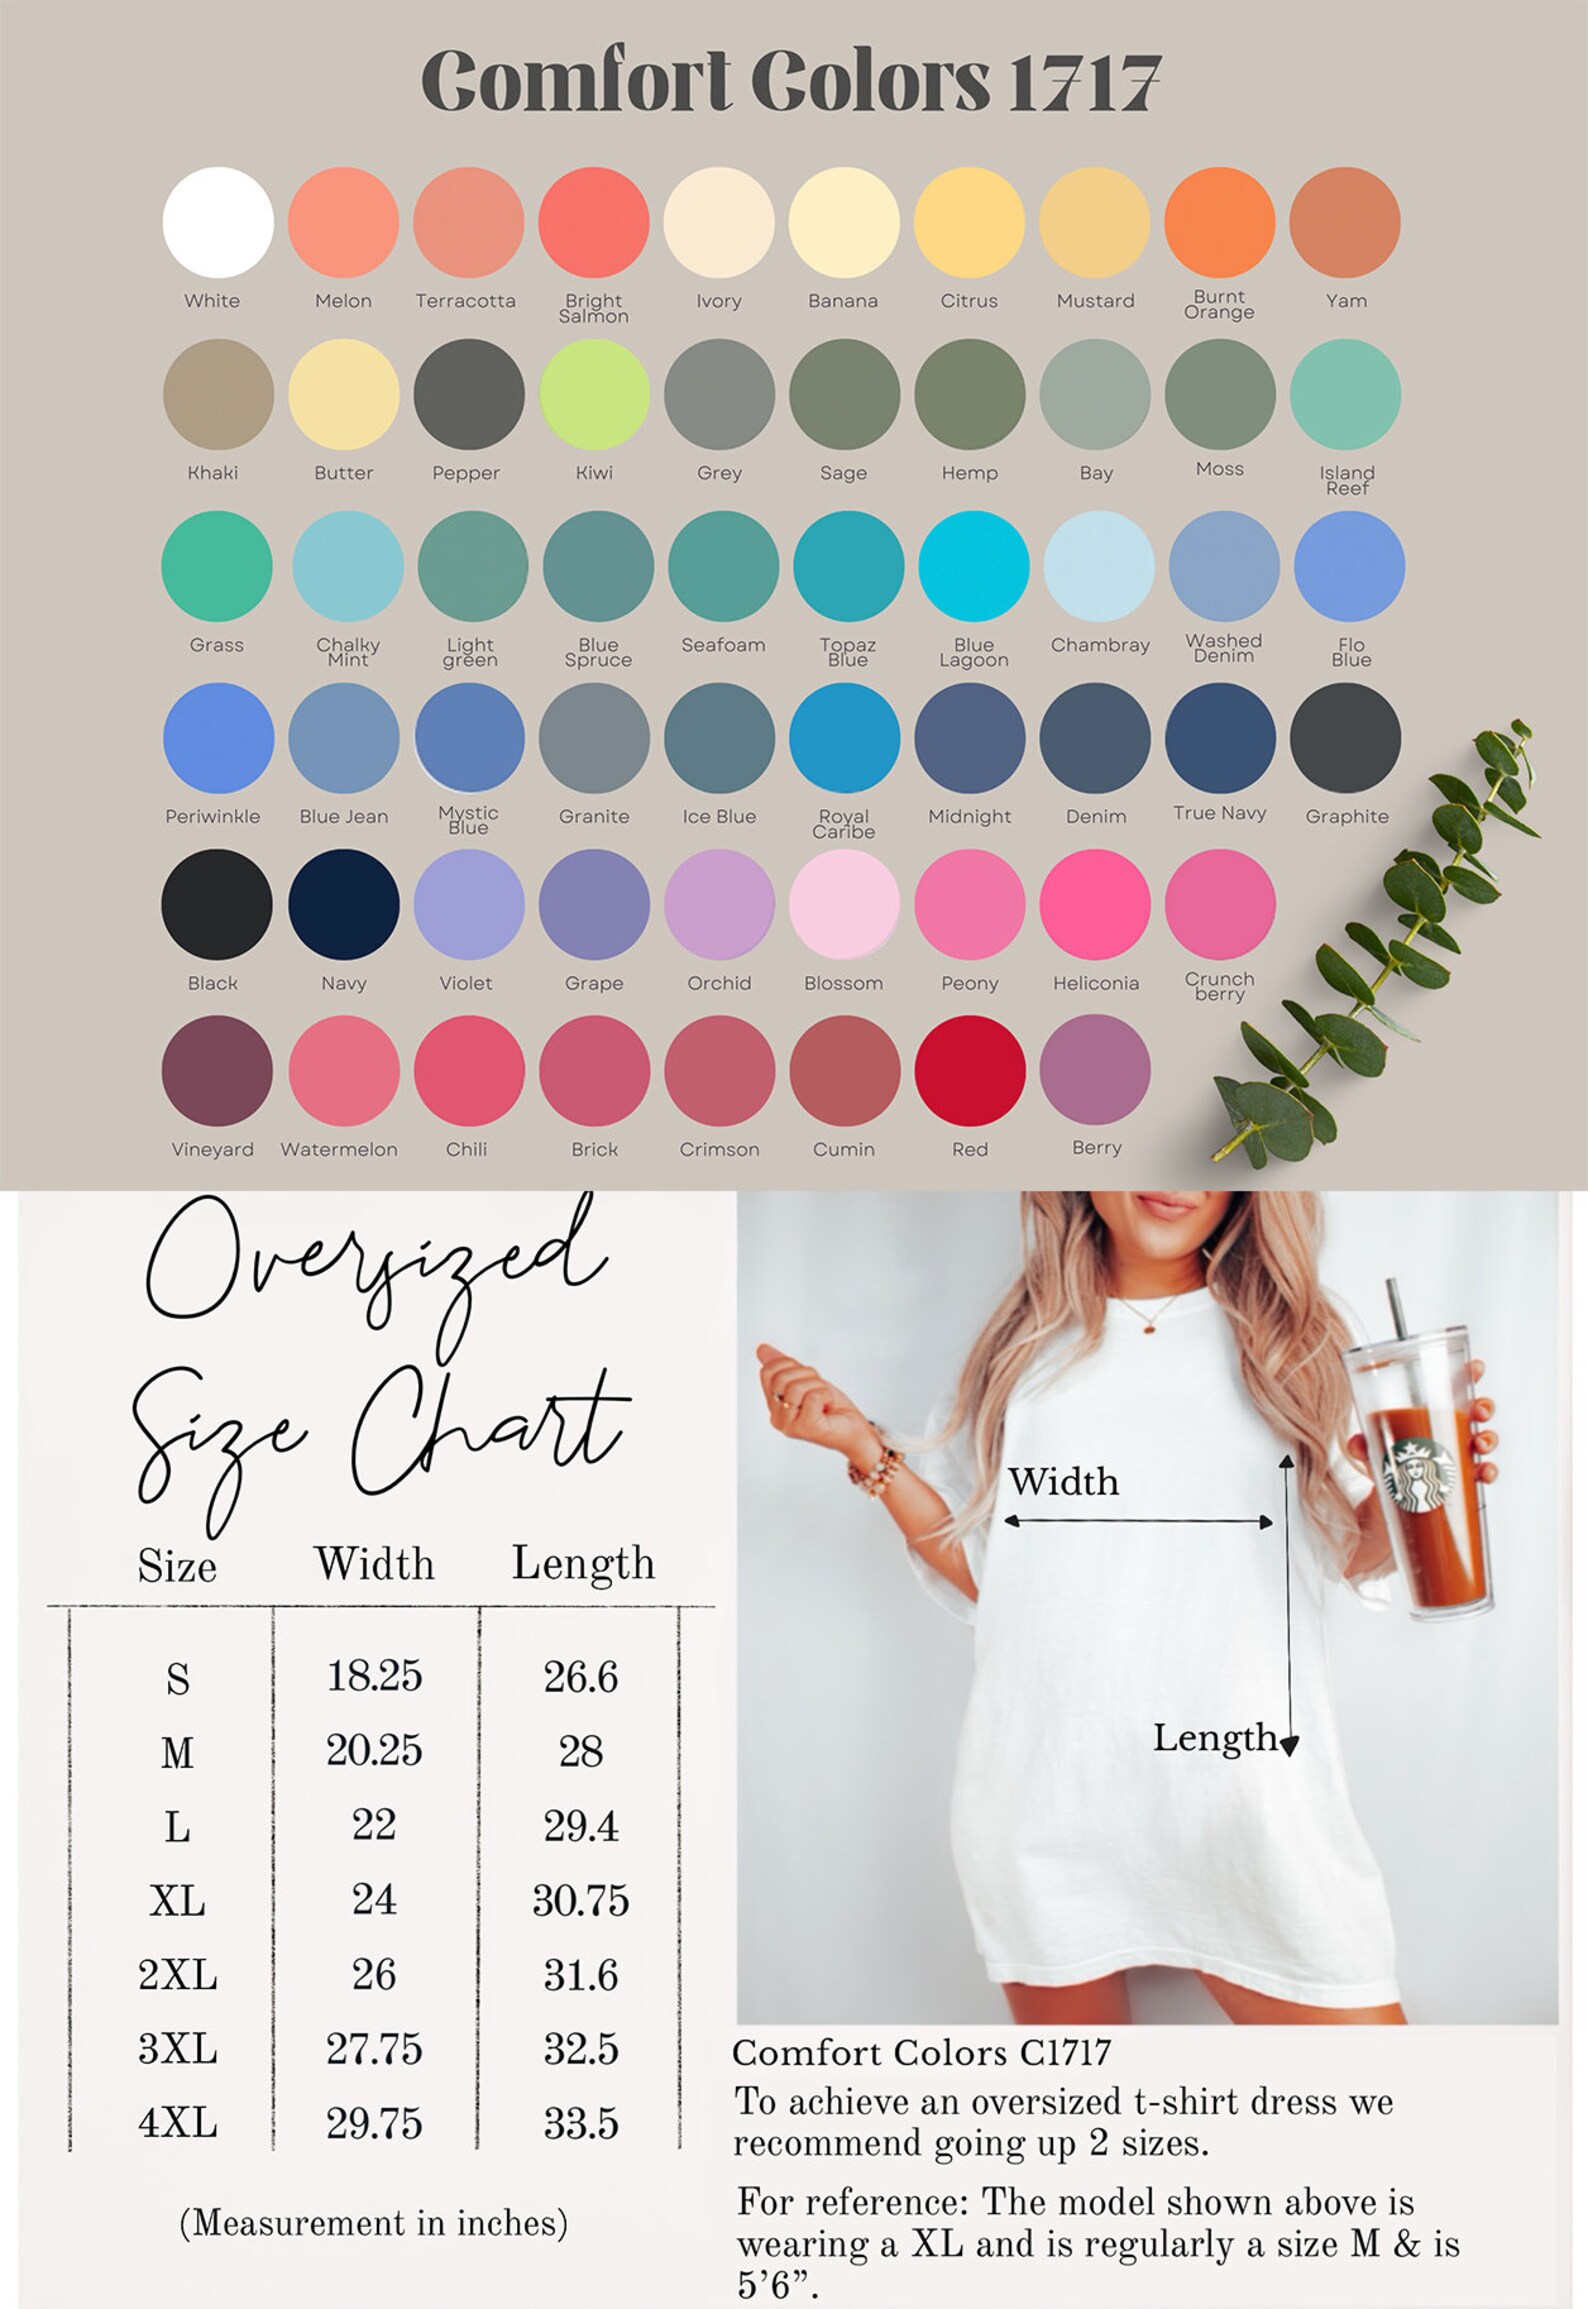 Comfort Colors 1717
White Melon Terracotta Bright Salmon Ivory Banana Citrus Mustard Burnt Orange Yam
Khaki Butter Pepper Kiwi Grey Sage Hemp Bay Moss Island Reef
Grass Chalky Mint Light green Blue Spruce Seafoam Topaz Blue Blue Lagoon Chambray Washed Denim Flo Blue
Periwinkle Blue Jean Mystic Blue Granite Ice Blue Royal Caribe Midnight Denim True Navy Graphite
Black Navy Violet Grape Orchid Blossom Peony Heliconia Crunch berry
Vineyard Watermelon Chili Brick Crimson Cumin Red Berry
Oversized
Size Chart
Size Width Length
S 18.25 26.6
M 20.25 28
L 22 29.4
XL 24 30.75
2XL 26 31.6
3XL 27.75 32.5
4XL 29.75 33.5
(Measurement in inches)
Width
Length
Comfort Colors C1717
To achieve an oversized t-shirt dress we
recommend going up 2 sizes.
For reference: The model shown above is
wearing a XL and is regularly a size M & is
5’6”.